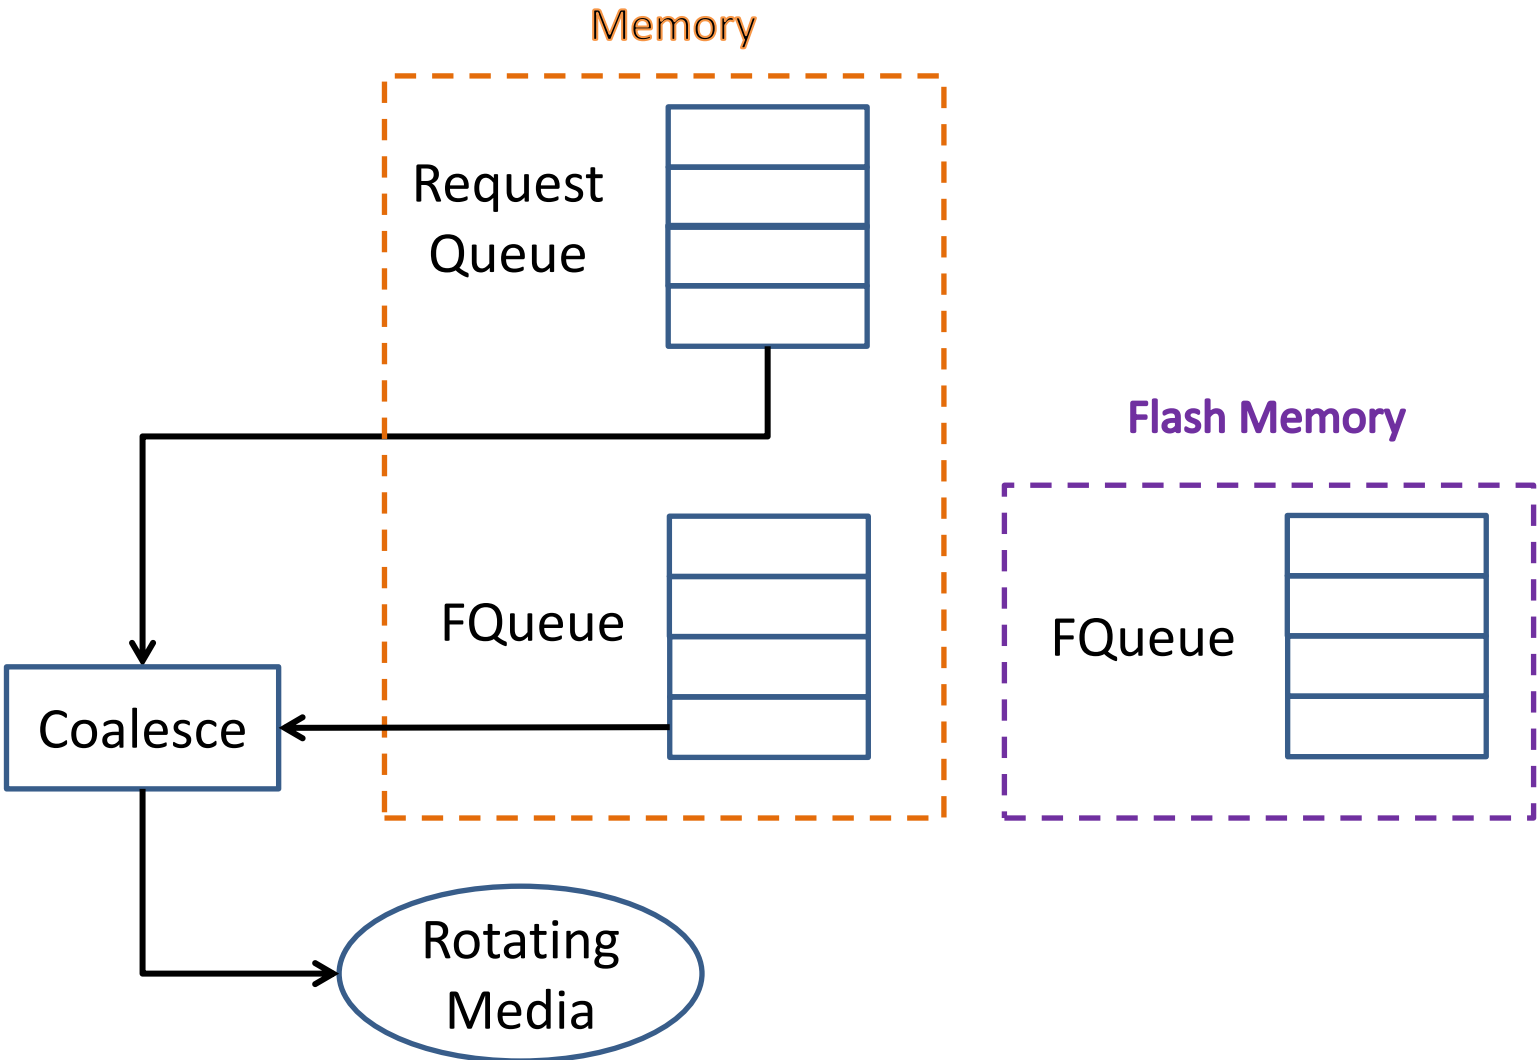 Memory
Request
Queue
Flash Memory
FQueue
FQueue
Coalesce
Rotating
Media